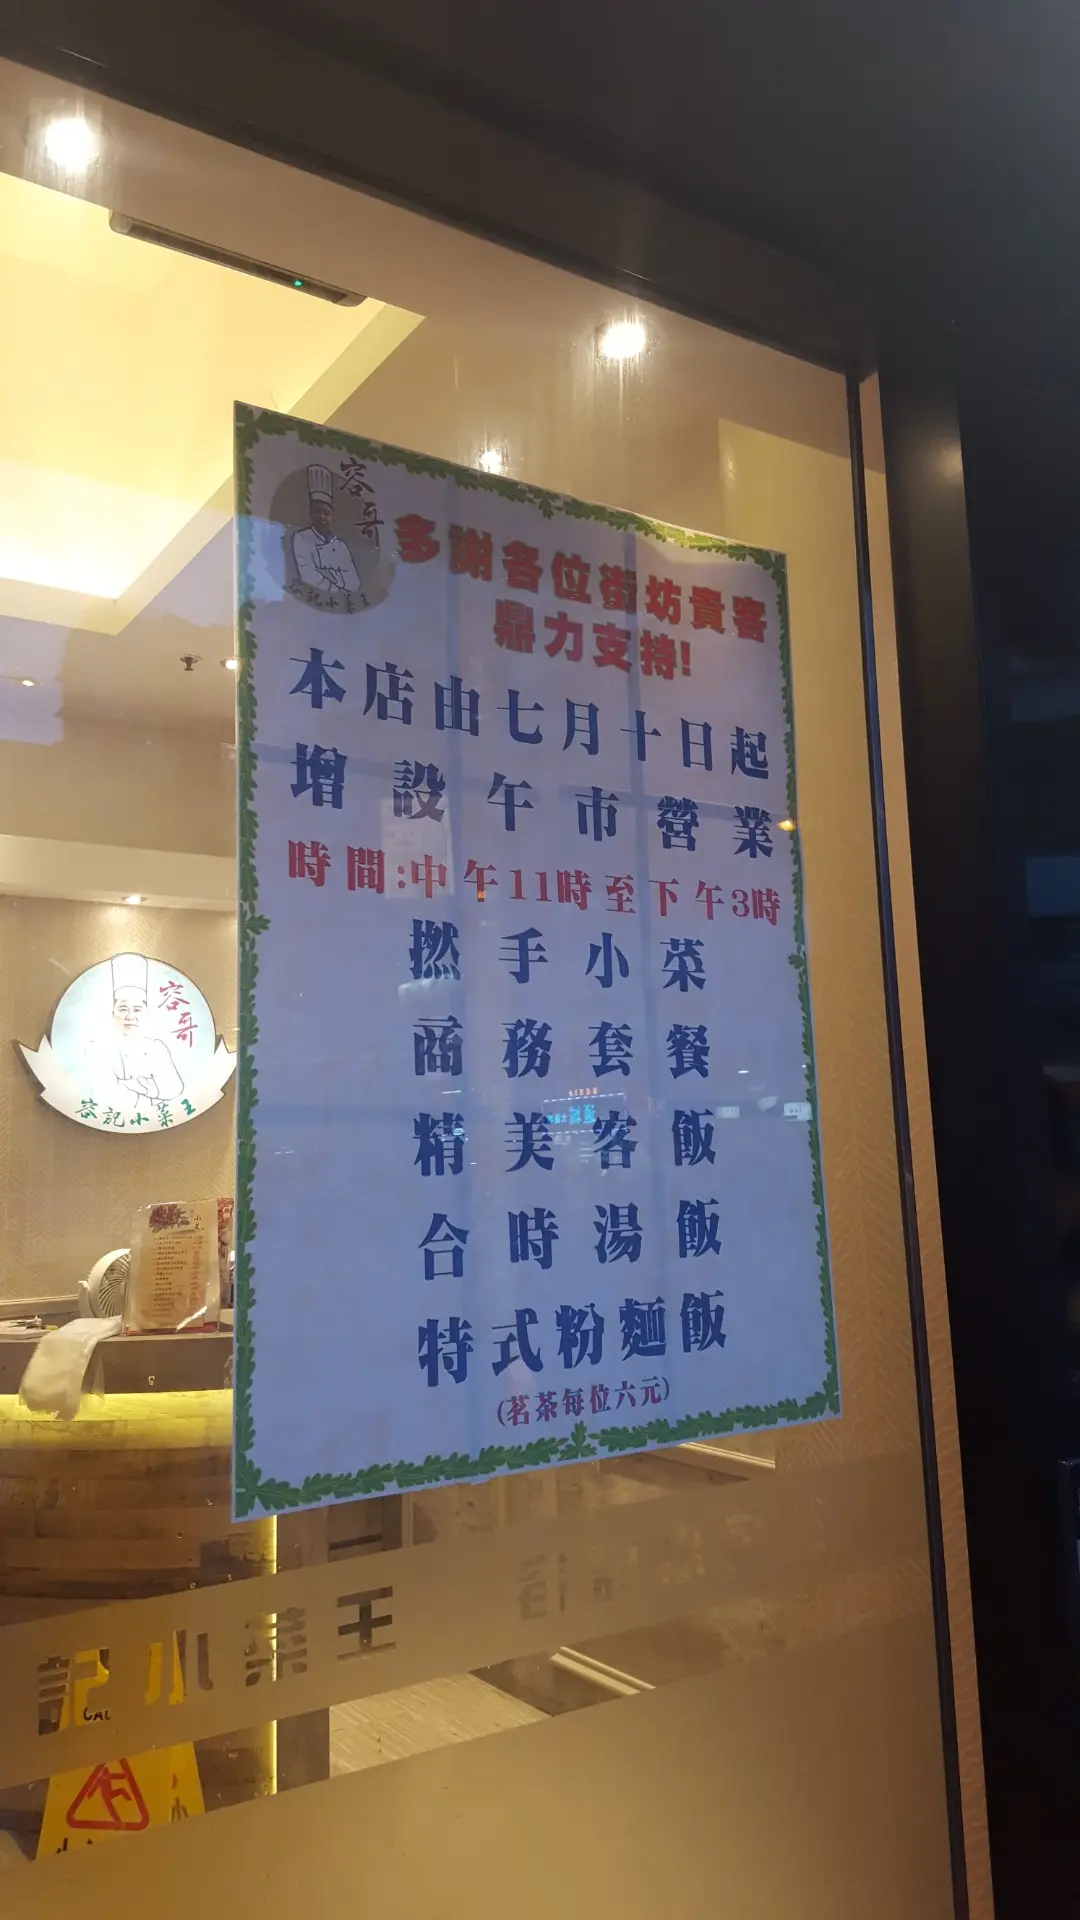 容哥
容記小菜王
多謝各位街坊貴客
鼎力支持!
本店由七月十日起
增設午市營業
時間:中午11時至下午3時
撚手小菜
商務套餐
精美客飯
合時湯飯
特式粉麵飯
(茗茶每位六元)
容哥
容記小菜王
記小菜王